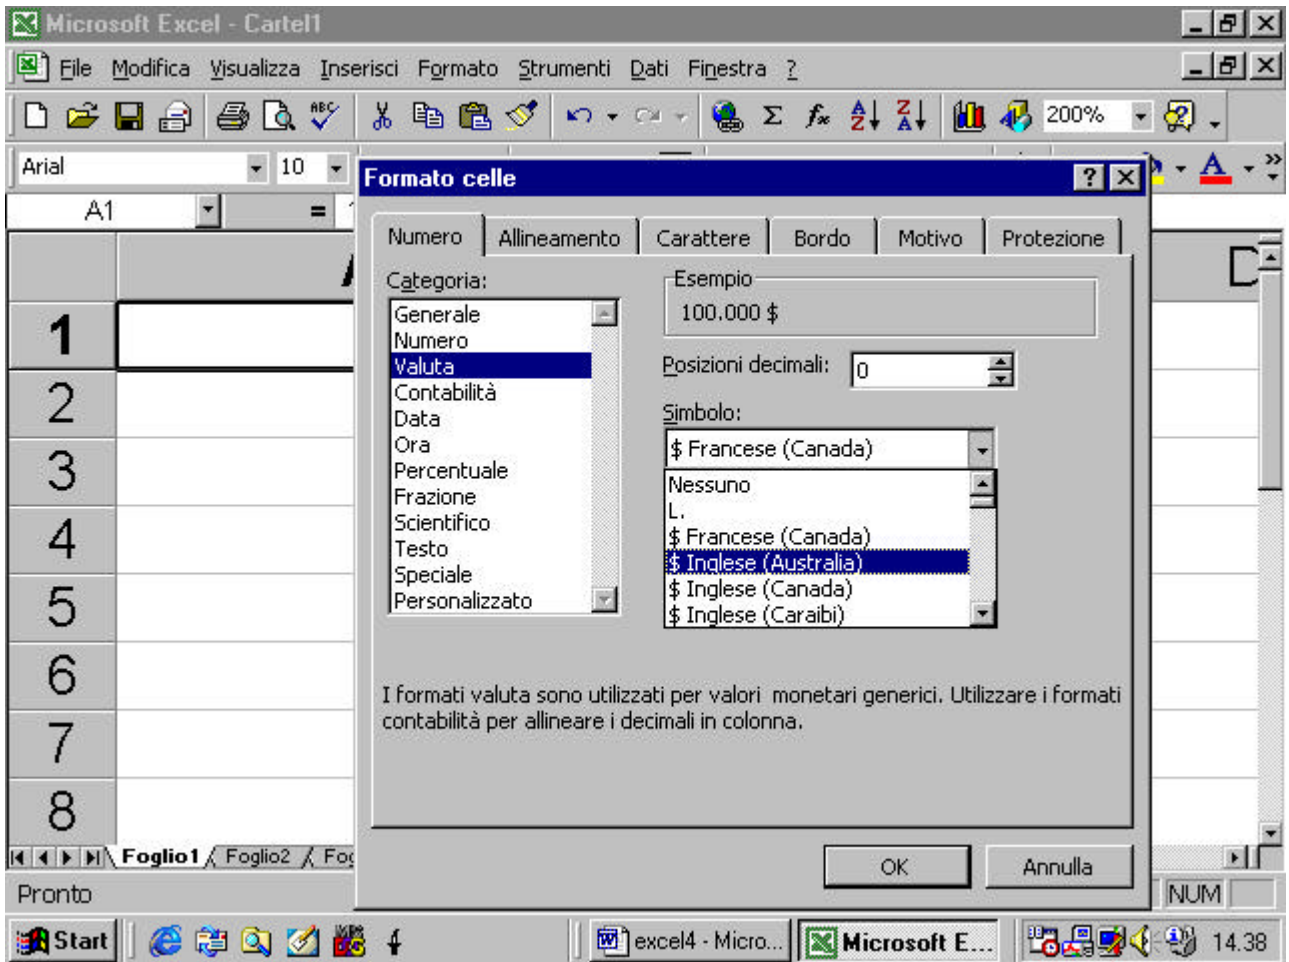 Microsoft Excel - Cartel1
File Modifica Visualizza Inserisci Formato Strumenti Dati Finestra ?
ABC Σ fx A Z Z A 200%
Arial 10 A »
Formato celle ?
A1 =
Numero Allineamento Carattere Bordo Motivo Protezione
D
Categoria:
Generale
Numero
Valuta
Contabilità
Data
Ora
Percentuale
Frazione
Scientifico
Testo
Speciale
Personalizzato
Esempio
100.000 $
Posizioni decimali: 0
Simbolo:
$ Francese (Canada)
Nessuno
L.
$ Francese (Canada)
$ Inglese (Australia)
$ Inglese (Canada)
$ Inglese (Caraibi)
I formati valuta sono utilizzati per valori monetari generici. Utilizzare i formati
contabilità per allineare i decimali in colonna.
1
2
3
4
5
6
7
8
Foglio1 Foglio2 Fog
OK Annulla
Pronto NUM
Start excel4 - Micro... Microsoft E... 14.38